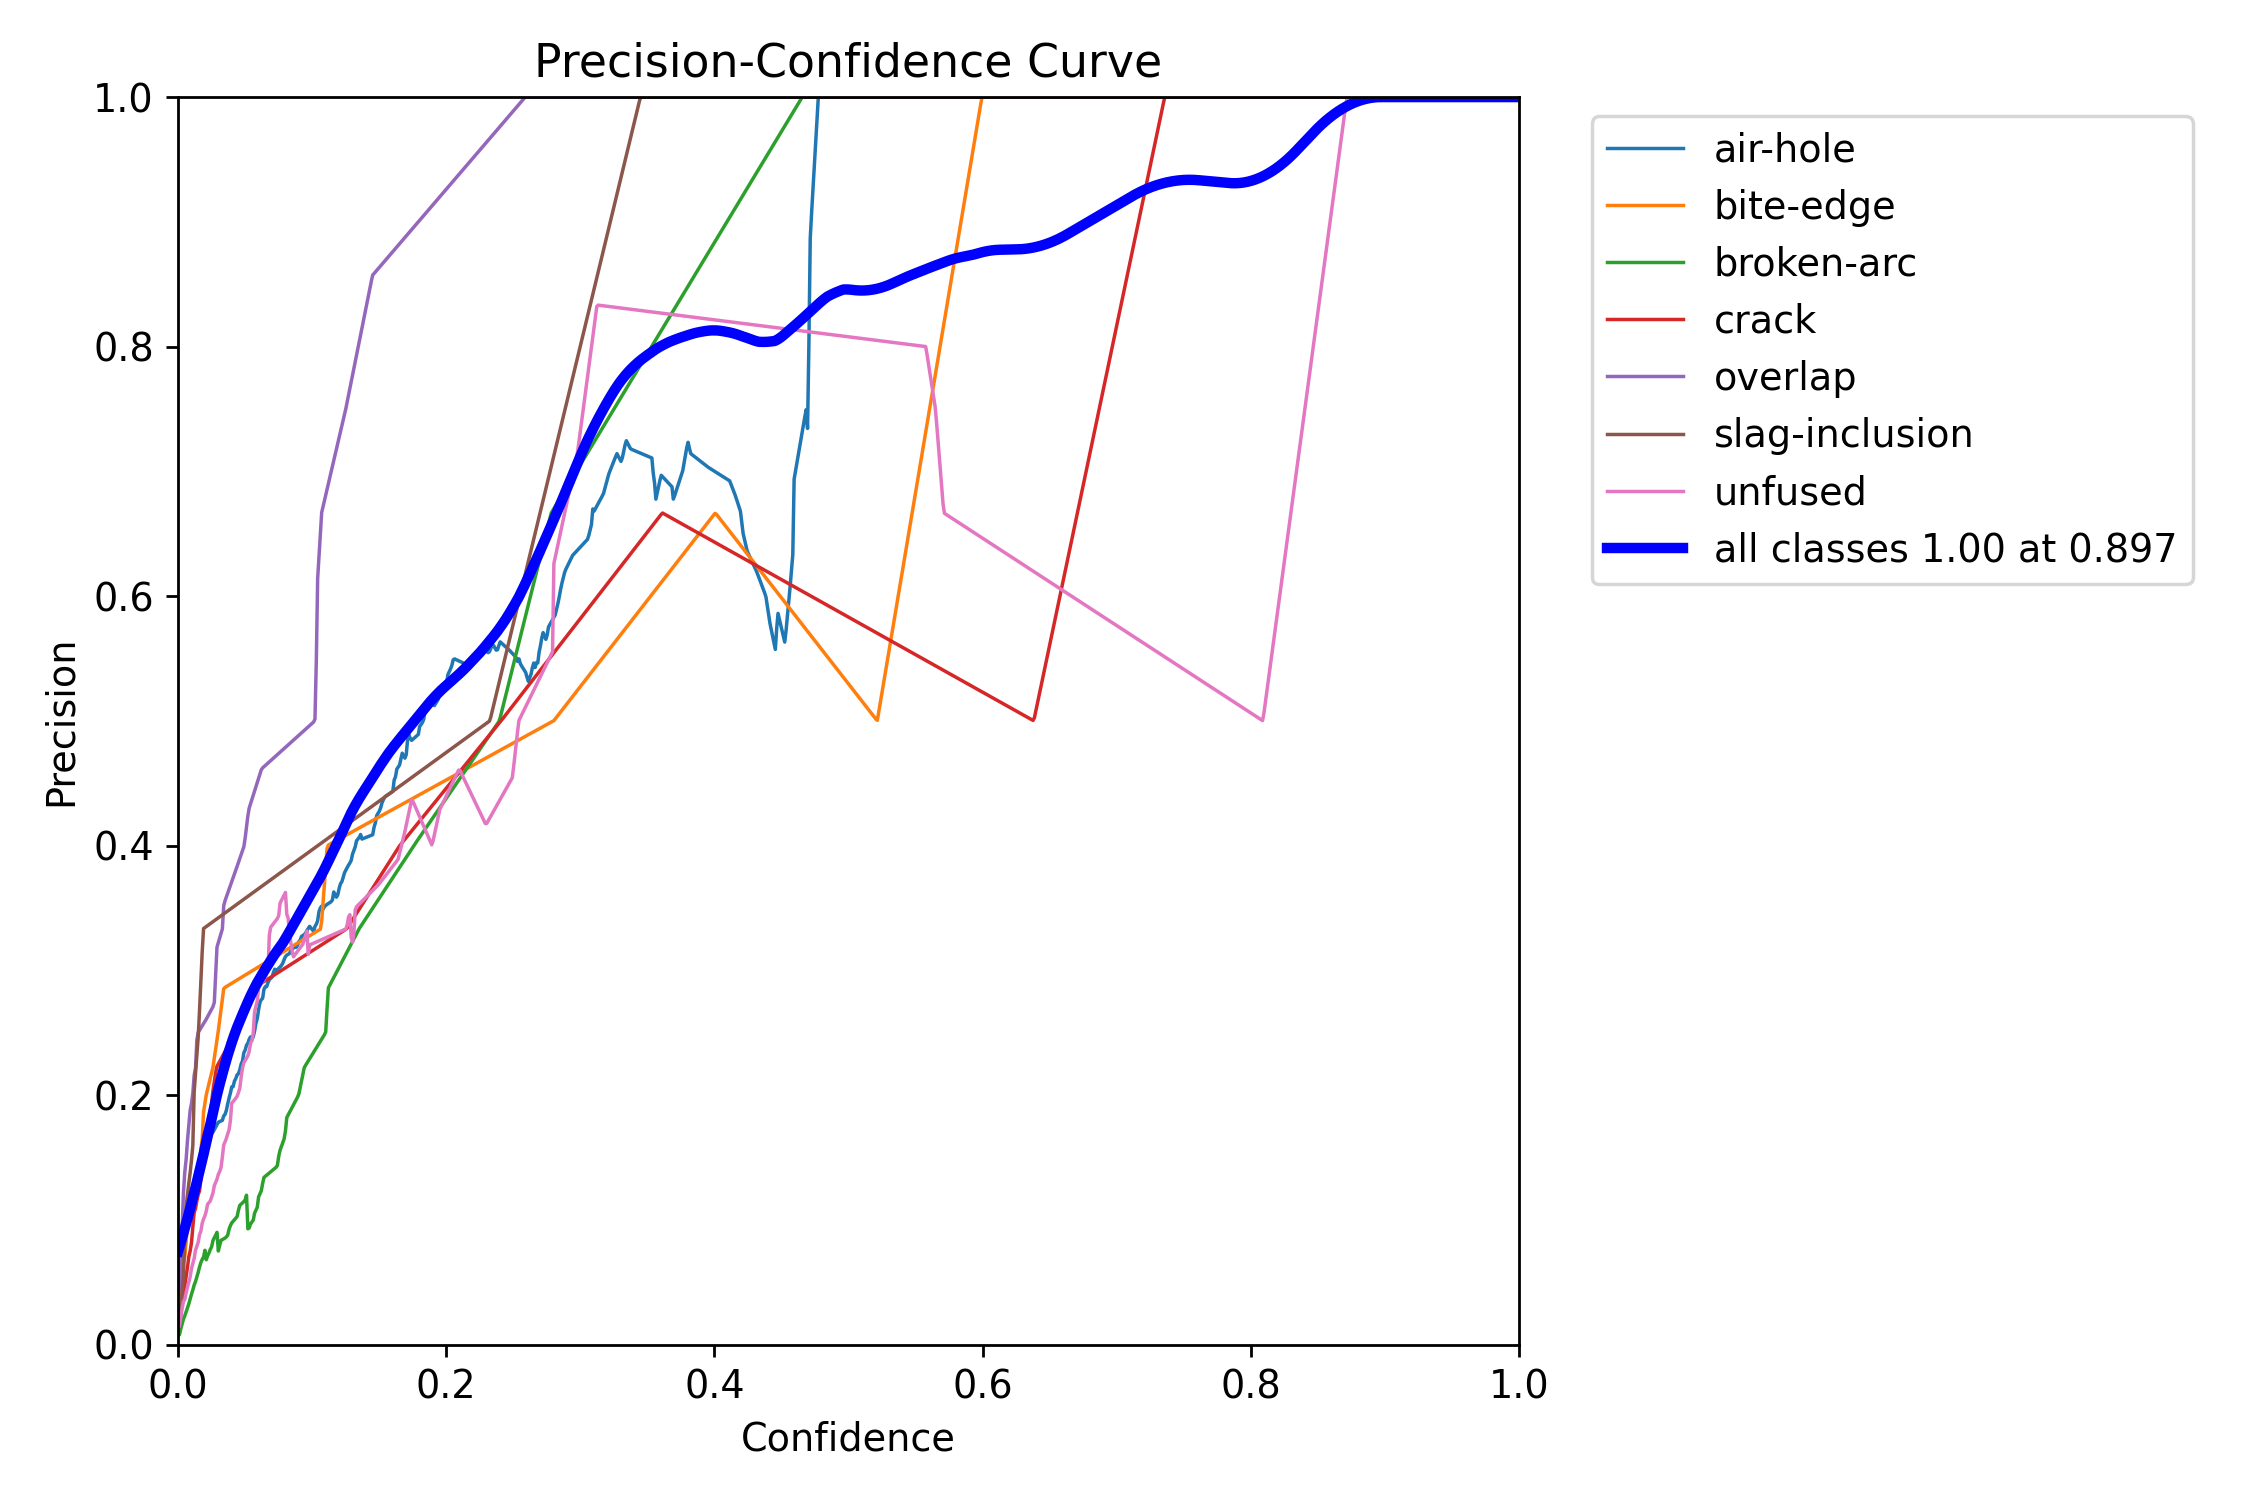 Precision-Confidence Curve
1.0
0.8
0.6
0.4
0.2
0.0
Precision
0.0 0.2 0.4 0.6 0.8 1.0
Confidence
air-hole
bite-edge
broken-arc
crack
overlap
slag-inclusion
unfused
all classes 1.00 at 0.897